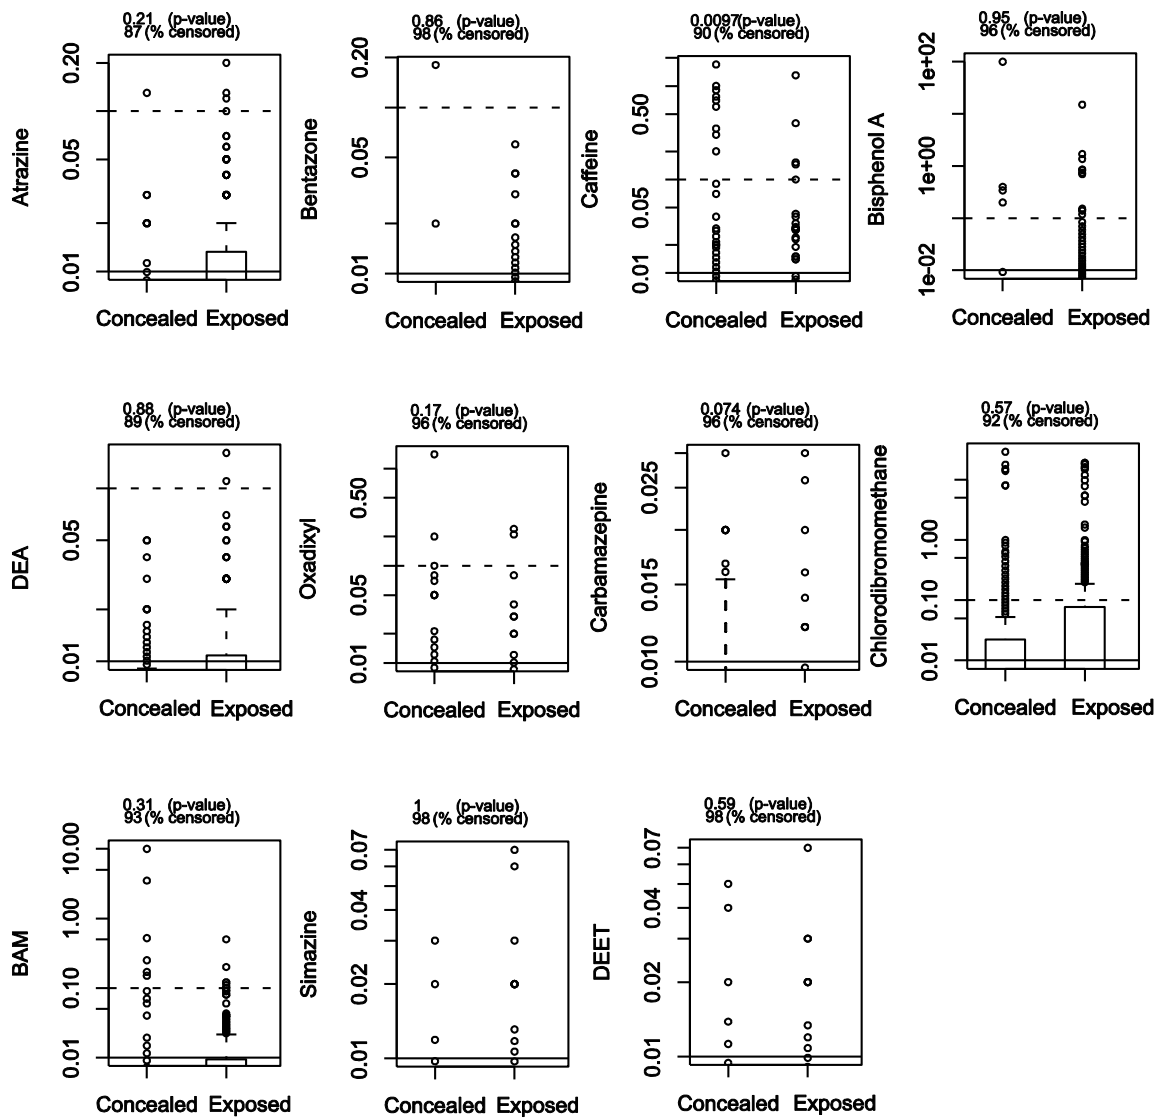 0.21 (p-value)
87 (% censored)
Atrazine
0.20
0.05
0.01
Concealed Exposed
0.86 (p-value)
98 (% censored)
Bentazone
0.20
0.05
0.01
Concealed Exposed
0.0097 (p-value)
90 (% censored)
Caffeine
0.50
0.05
0.01
Concealed Exposed
0.95 (p-value)
96 (% censored)
Bisphenol A
1e+02
1e+00
1e-02
Concealed Exposed
0.88 (p-value)
89 (% censored)
DEA
0.05
0.01
Concealed Exposed
0.17 (p-value)
96 (% censored)
Oxadixyl
0.50
0.05
0.01
Concealed Exposed
0.074 (p-value)
96 (% censored)
Carbamazepine
0.025
0.015
0.010
Concealed Exposed
0.57 (p-value)
92 (% censored)
Chlorodibromomethane
1.00
0.10
0.01
Concealed Exposed
0.31 (p-value)
93 (% censored)
BAM
10.00
1.00
0.10
0.01
Concealed Exposed
1 (p-value)
98 (% censored)
Simazine
0.07
0.04
0.02
0.01
Concealed Exposed
0.59 (p-value)
98 (% censored)
DEET
0.07
0.04
0.02
0.01
Concealed Exposed